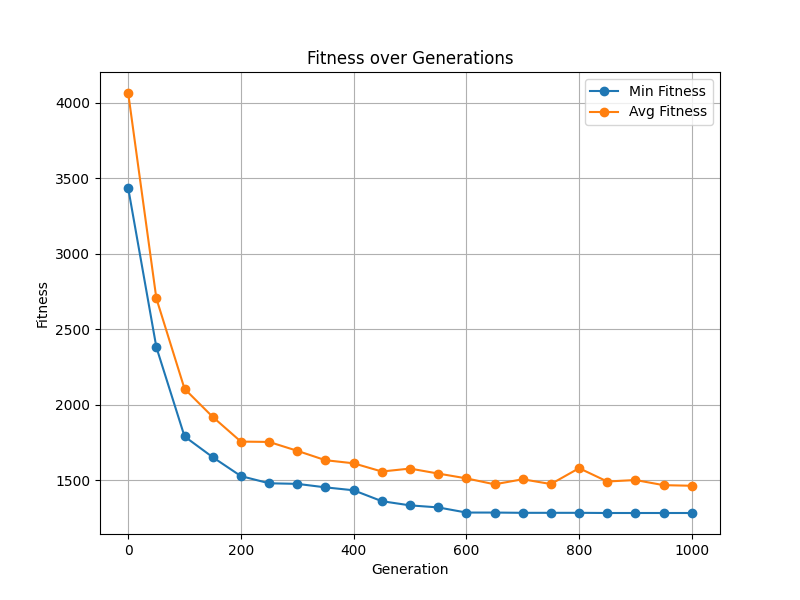 Fitness over Generations
Min Fitness
Avg Fitness
4000
3500
3000
2500
2000
1500
Fitness
0 200 400 600 800 1000
Generation